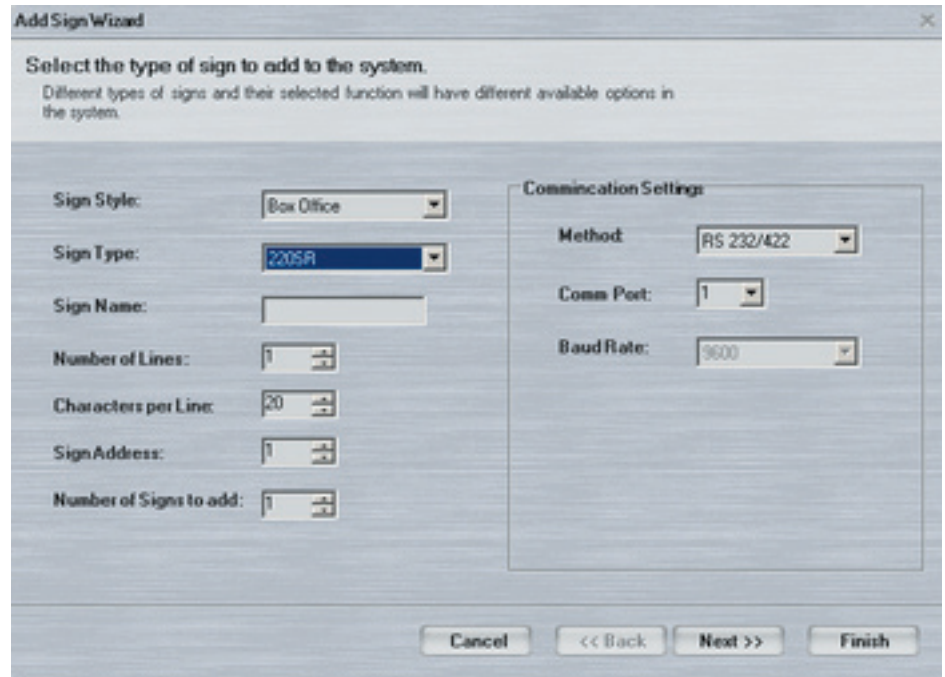 Add Sign Wizard
Select the type of sign to add to the system.
Different types of signs and their selected function will have different available options in
the system.
Sign Style:
Box Office
Sign Type:
220SR
Sign Name:
Number of Lines:
1
Characters per Line:
20
Sign Address:
1
Number of Signs to add:
1
Commincation Settings
Method:
RS 232/422
Comm Port:
1
Baud Rate:
9600
Cancel
<< Back
Next >>
Finish